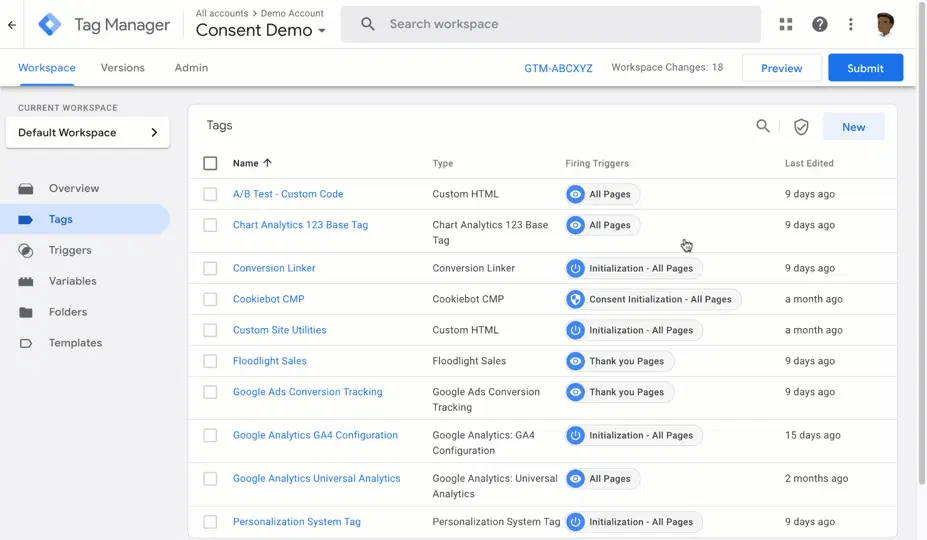 All accounts > Demo Account
Tag Manager
Consent Demo
Search workspace
Workspace Versions Admin
GTM-ABCXYZ Workspace Changes: 18 Preview Submit
CURRENT WORKSPACE
Default Workspace
Overview
Tags
Triggers
Variables
Folders
Templates
Tags New
Name Type Firing Triggers Last Edited
A/B Test - Custom Code Custom HTML All Pages 9 days ago
Chart Analytics 123 Base Tag Chart Analytics 123 Base All Pages 9 days ago
Tag
Conversion Linker Conversion Linker Initialization - All Pages 9 days ago
Cookiebot CMP Cookiebot CMP Consent Initialization - All Pages a month ago
Custom Site Utilities Custom HTML Initialization - All Pages a month ago
Floodlight Sales Floodlight Sales Thank you Pages 9 days ago
Google Ads Conversion Tracking Google Ads Conversion Thank you Pages 9 days ago
Tracking
Google Analytics GA4 Configuration Google Analytics: GA4 Initialization - All Pages 15 days ago
Configuration
Google Analytics Universal Analytics Google Analytics: Universal All Pages 2 months ago
Analytics
Personalization System Tag Personalization System Tag Initialization - All Pages 9 days ago